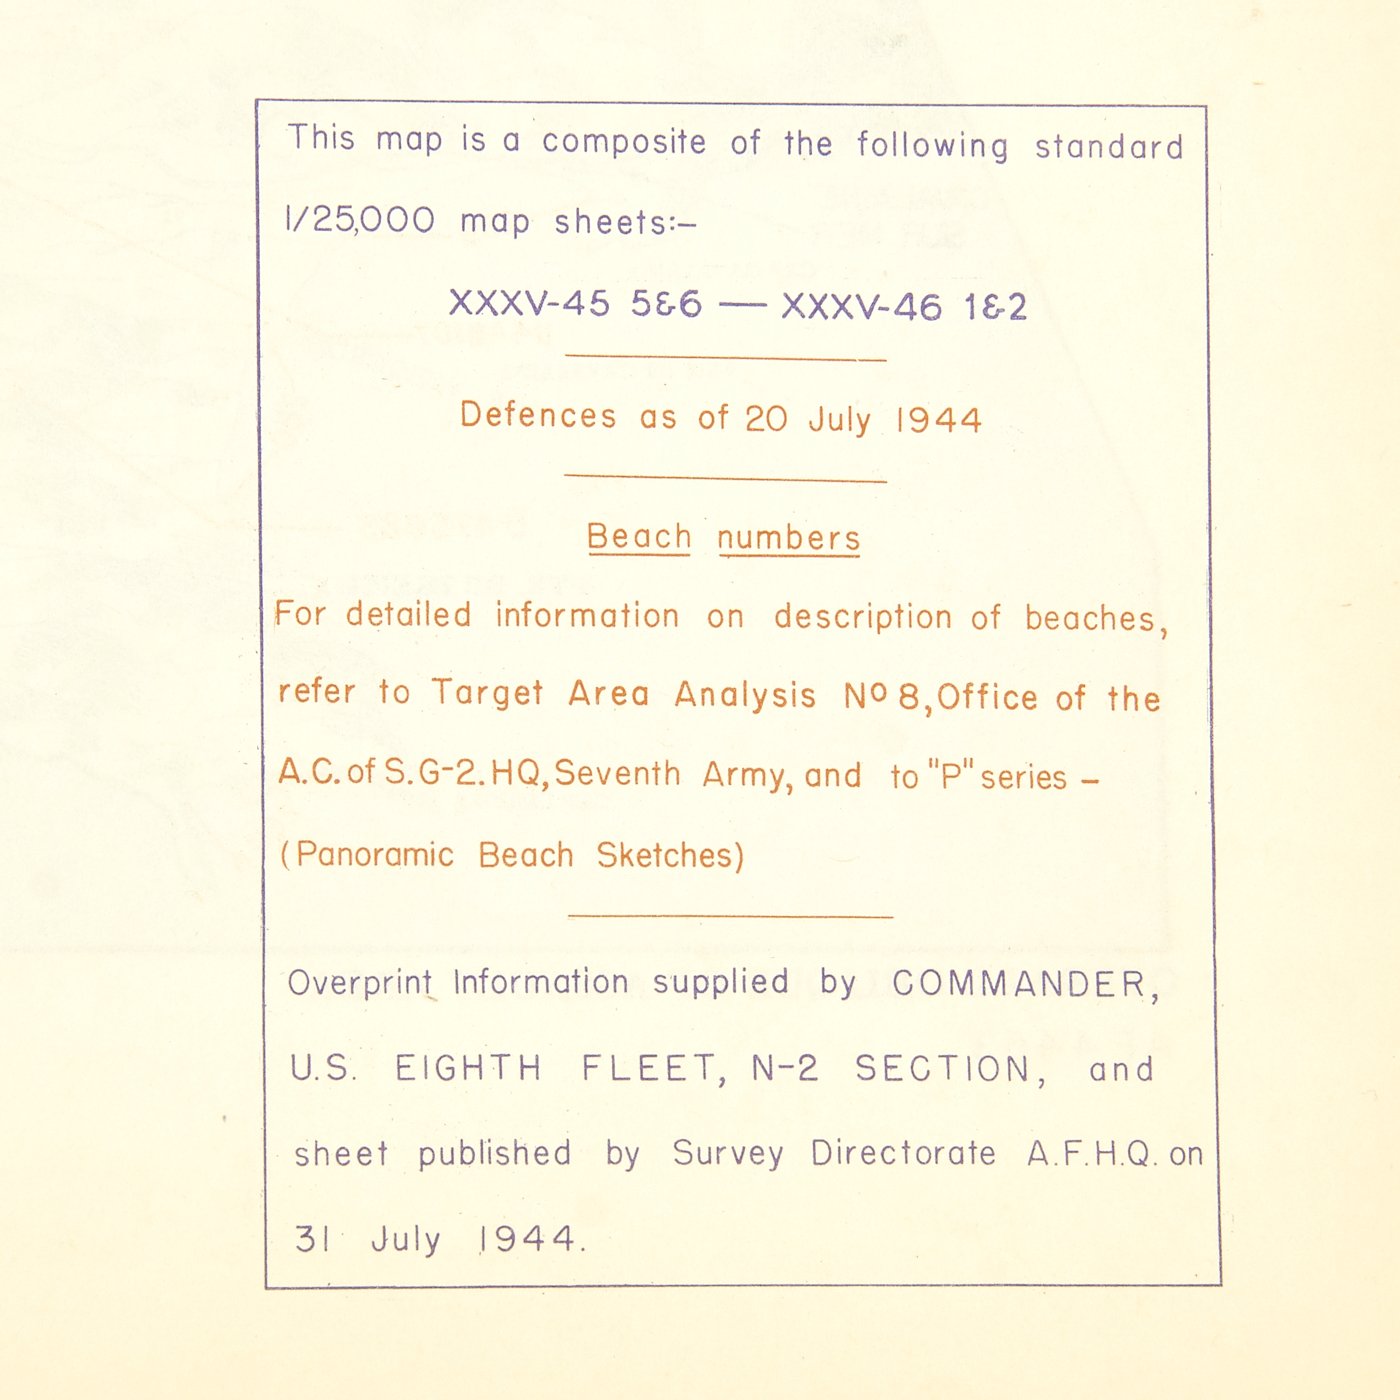 This map is a composite of the following standard
1/25,000 map sheets:–
XXXV-45 5&6 — XXXV-46 1&2
Defences as of 20 July 1944
Beach numbers
For detailed information on description of beaches,
refer to Target Area Analysis Nº 8, Office of the
A.C. of S. G-2. HQ, Seventh Army, and to "P" series –
(Panoramic Beach Sketches)
Overprint Information supplied by COMMANDER,
U.S. EIGHTH FLEET, N-2 SECTION, and
sheet published by Survey Directorate A.F.H.Q. on
31 July 1944.